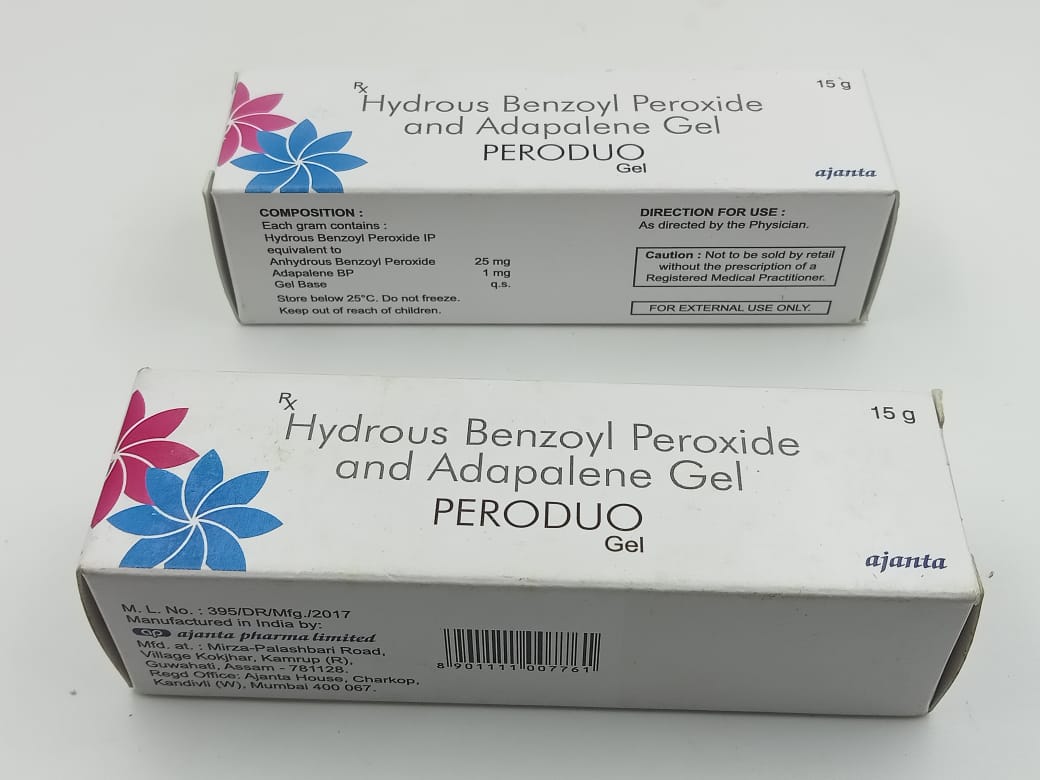 Rx
15 g
Hydrous Benzoyl Peroxide
and Adapalene Gel
PERODUO
Gel
ajanta
COMPOSITION :
Each gram contains :
Hydrous Benzoyl Peroxide IP
equivalent to
Anhydrous Benzoyl Peroxide 25 mg
Adapalene BP 1 mg
Gel Base q.s.
Store below 25°C. Do not freeze.
Keep out of reach of children.
DIRECTION FOR USE :
As directed by the Physician.
Caution : Not to be sold by retail
without the prescription of a
Registered Medical Practitioner.
FOR EXTERNAL USE ONLY.
Rx
15 g
Hydrous Benzoyl Peroxide
and Adapalene Gel
PERODUO
Gel
ajanta
M. L. No. : 395/DR/Mfg./2017
Manufactured in India by:
ap ajanta pharma limited
Mfd. at. : Mirza-Palashbari Road,
Village Kokjhar, Kamrup (R),
Guwahati, Assam - 781128.
Regd Office: Ajanta House, Charkop,
Kandivli (W), Mumbai 400 067.
8 901111 007761